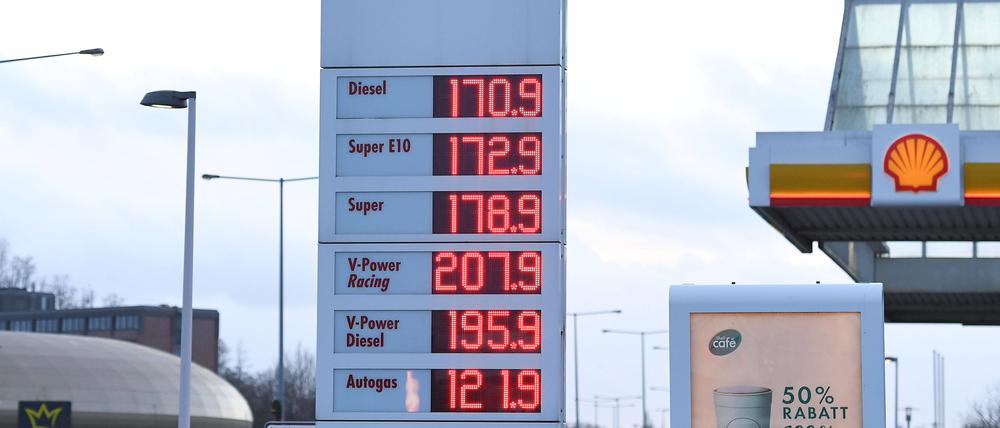 Diesel 170.9
Super E10 172.9
Super 178.9
V-Power
Racing 207.9
V-Power
Diesel 195.9
Autogas 121.9
café
50%
RABATT